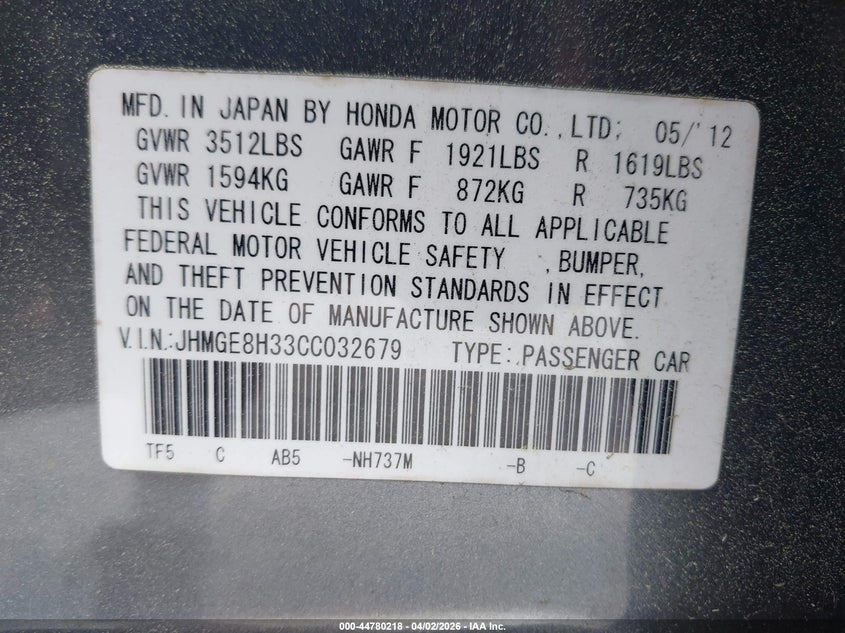 MFD. IN JAPAN BY HONDA MOTOR CO., LTD; 05/'12
GVWR 3512LBS GAWR F 1921LBS R 1619LBS
GVWR 1594KG GAWR F 872KG R 735KG
THIS VEHICLE CONFORMS TO ALL APPLICABLE
FEDERAL MOTOR VEHICLE SAFETY , BUMPER,
AND THEFT PREVENTION STANDARDS IN EFFECT
ON THE DATE OF MANUFACTURE SHOWN ABOVE.
V.I.N.:JHMGE8H33CC032679 TYPE: PASSENGER CAR
TF5 C AB5 -NH737M -B -C
000-44780218 - 04/02/2026 - IAA Inc.